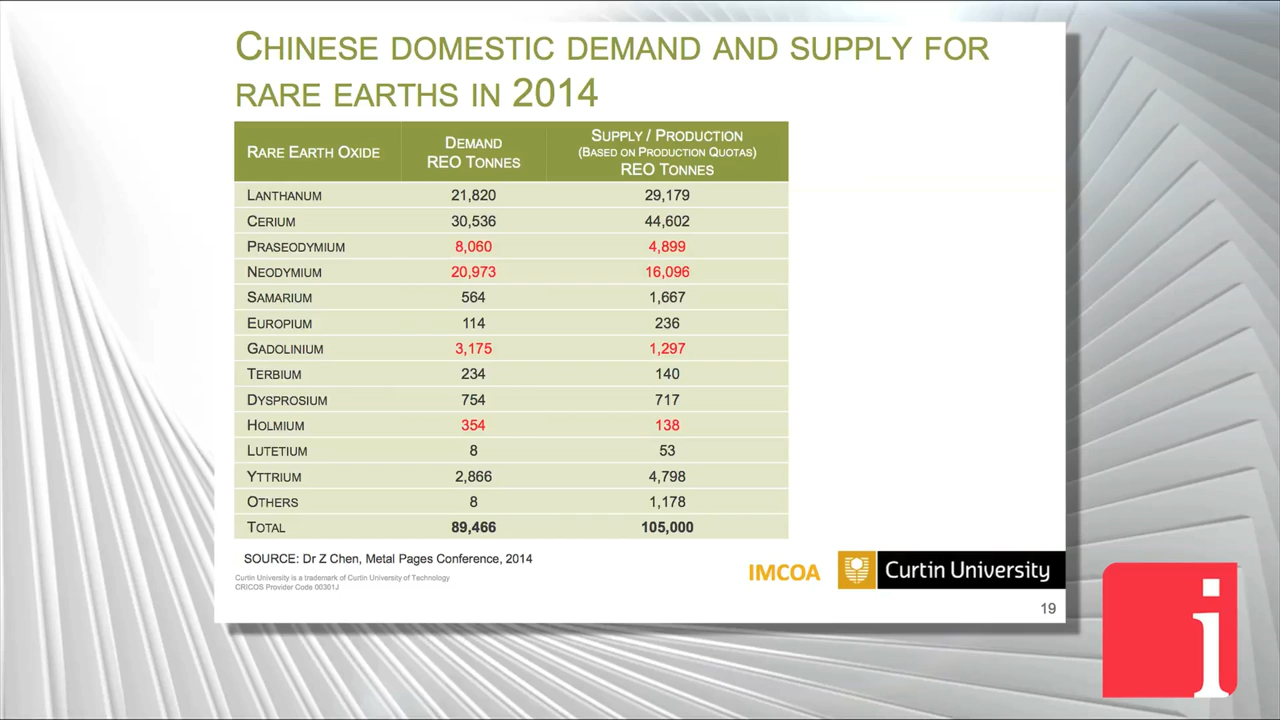 CHINESE DOMESTIC DEMAND AND SUPPLY FOR
RARE EARTHS IN 2014
RARE EARTH OXIDE
DEMAND
REO TONNES
SUPPLY / PRODUCTION
(BASED ON PRODUCTION QUOTAS)
REO TONNES
LANTHANUM 21,820 29,179
CERIUM 30,536 44,602
PRASEODYMIUM 8,060 4,899
NEODYMIUM 20,973 16,096
SAMARIUM 564 1,667
EUROPIUM 114 236
GADOLINIUM 3,175 1,297
TERBIUM 234 140
DYSPROSIUM 754 717
HOLMIUM 354 138
LUTETIUM 8 53
YTTRIUM 2,866 4,798
OTHERS 8 1,178
TOTAL 89,466 105,000
SOURCE: Dr Z Chen, Metal Pages Conference, 2014
Curtin University is a trademark of Curtin University of Technology
CRICOS Provider Code 00301J
IMCOA
Curtin University
19
i